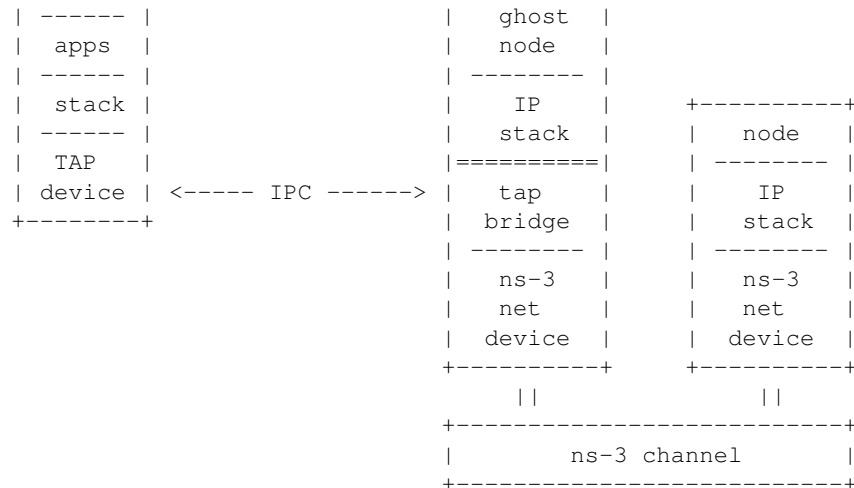 | ------ |                    |  ghost   |
|  apps  |                    |   node   |
| ------ |                    | -------- |
|  stack |                    |    IP    |       +----------+
| ------ |                    |   stack  |       |   node   |
|  TAP   |                    |==========|       | -------- |
| device | <----- IPC ------> |   tap    |       |    IP    |
+--------+                    |  bridge  |       |   stack  |
                              | -------- |       | -------- |
                              |   ns-3   |       |   ns-3   |
                              |   net    |       |   net    |
                              |  device  |       |  device  |
                              +----------+       +----------+
                                   ||                 ||
                              +-----------------------------+
                              |         ns-3 channel        |
                              +-----------------------------+